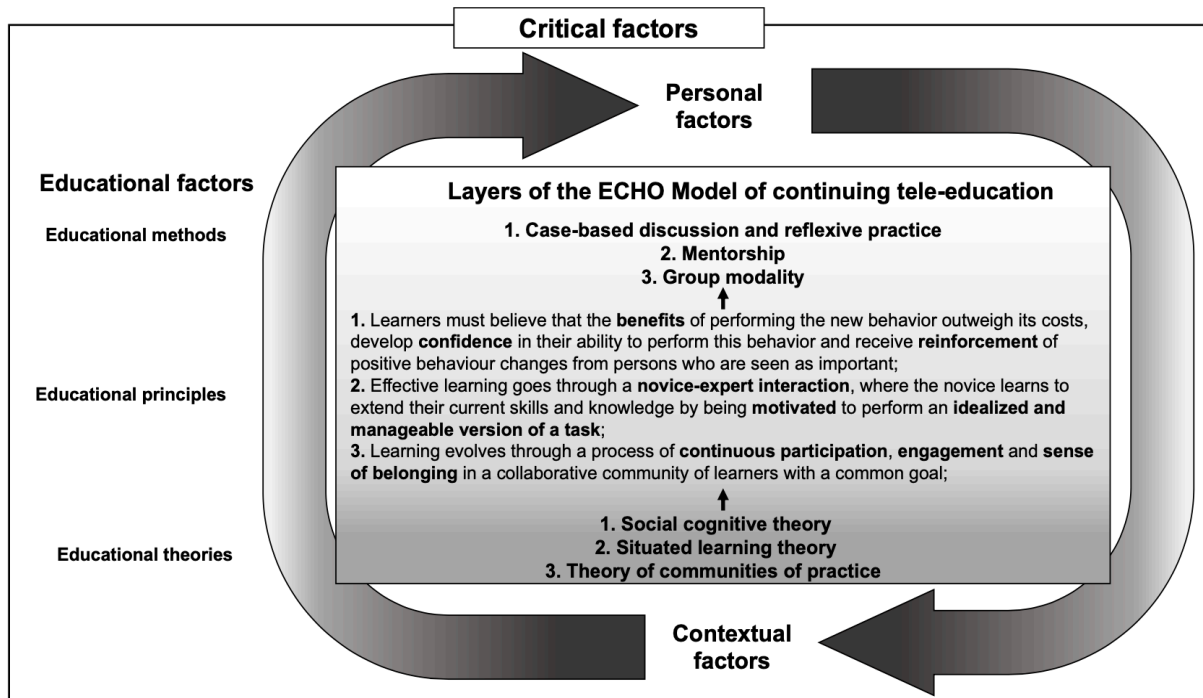 Critical factors
Personal
factors
Educational factors
Layers of the ECHO Model of continuing tele-education
Educational methods
1. Case-based discussion and reflexive practice
2. Mentorship
3. Group modality
1. Learners must believe that the benefits of performing the new behavior outweigh its costs,
develop confidence in their ability to perform this behavior and receive reinforcement of
positive behaviour changes from persons who are seen as important;
Educational principles
2. Effective learning goes through a novice-expert interaction, where the novice learns to
extend their current skills and knowledge by being motivated to perform an idealized and
manageable version of a task;
3. Learning evolves through a process of continuous participation, engagement and sense
of belonging in a collaborative community of learners with a common goal;
Educational theories
1. Social cognitive theory
2. Situated learning theory
3. Theory of communities of practice
Contextual
factors